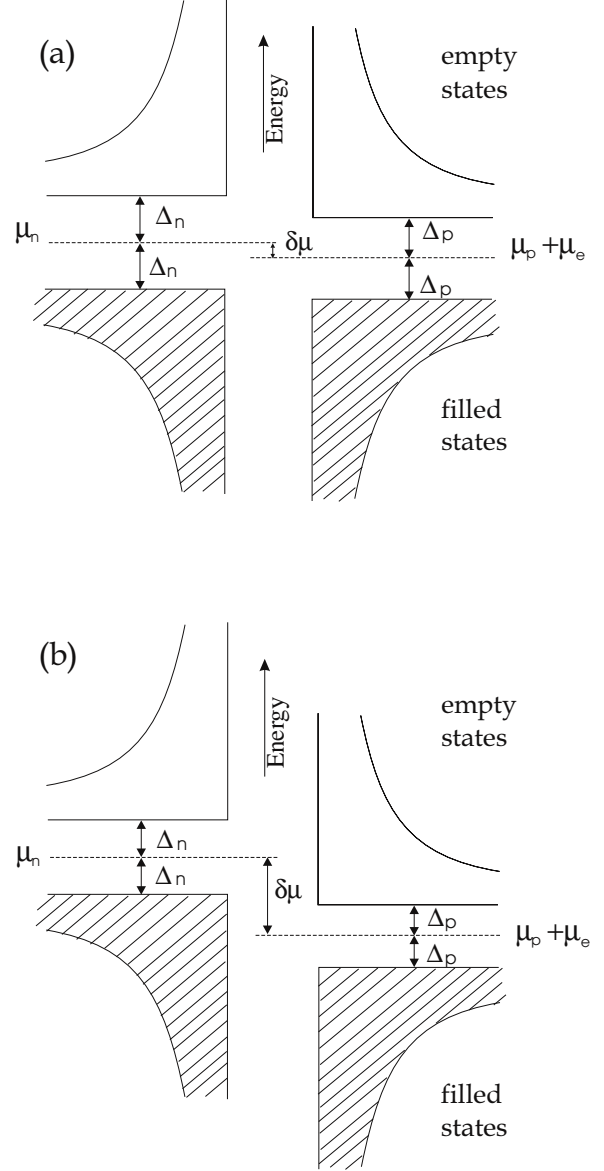 (a)
Energy
empty
states
Δn
μn
δμ
Δp
μp + μe
Δn
Δp
filled
states
(b)
Energy
empty
states
Δn
μn
Δn
δμ
Δp
μp + μe
Δp
filled
states